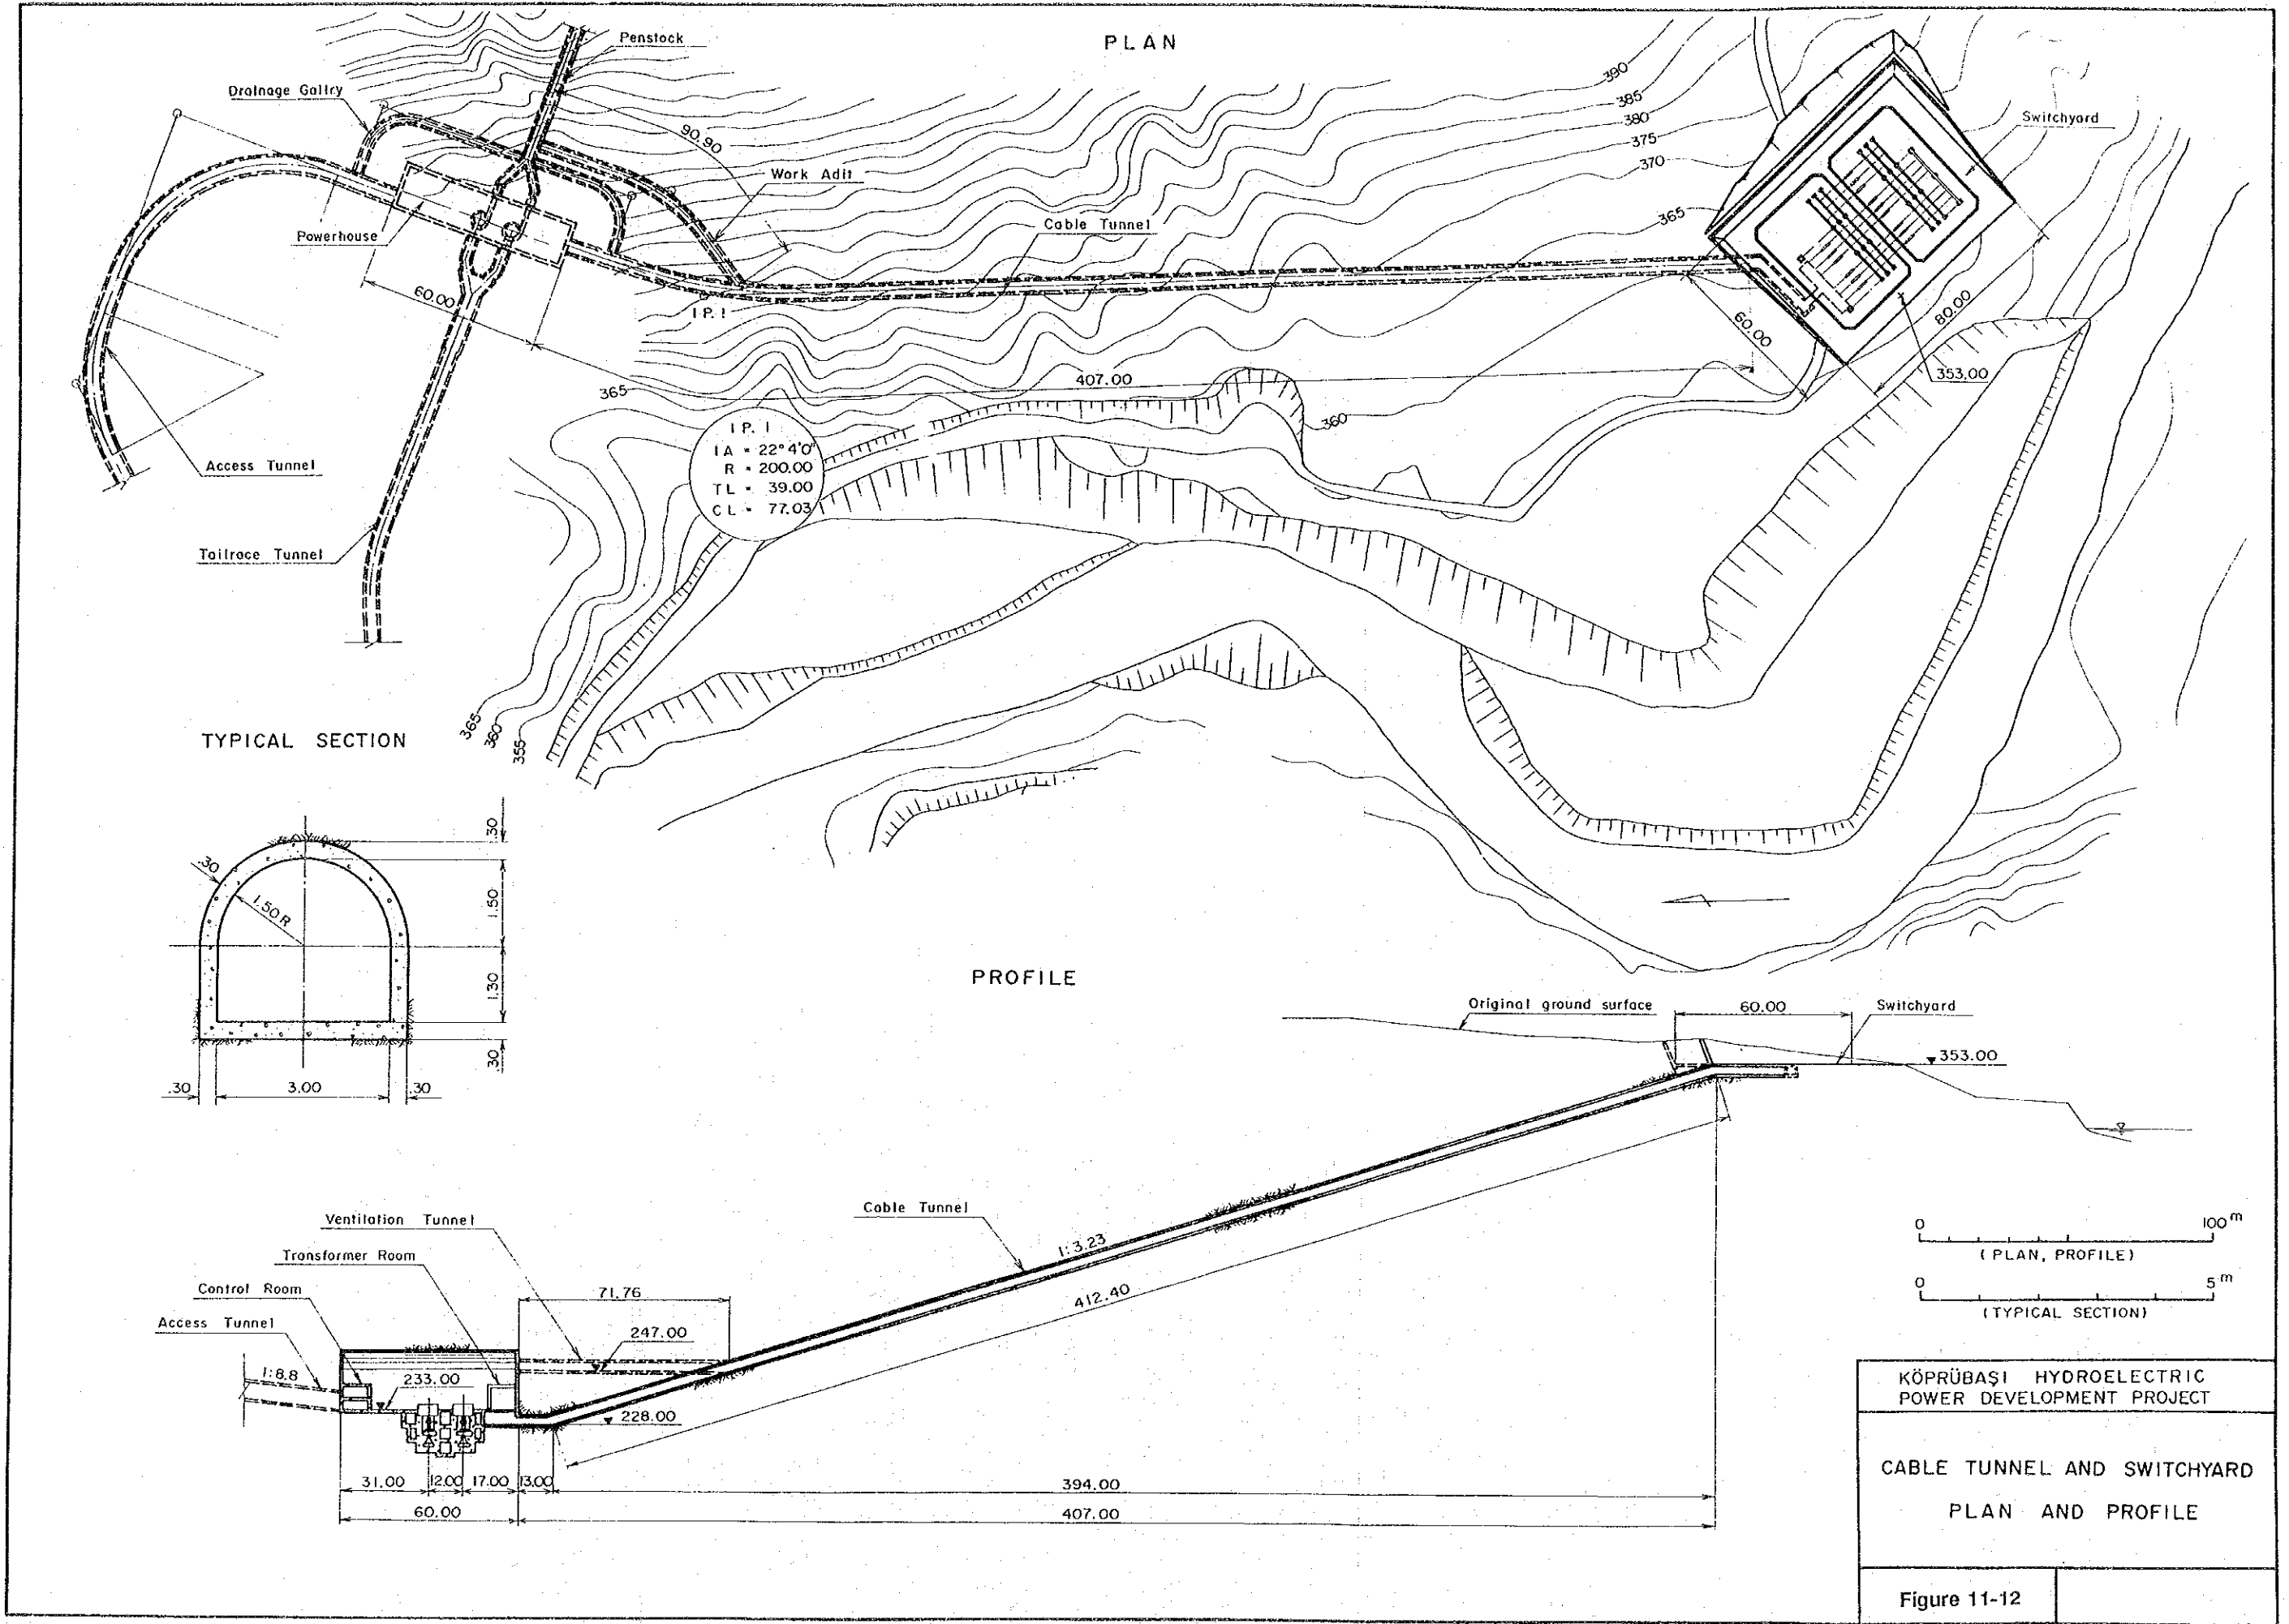 PLAN
Penstock
Drainage Gallry
90.90
Work Adit
Powerhouse
Cable Tunnel
60.00
I P. I
390
385
380
375
370
365
Switchyard
60.00
80.00
353.00
407.00
365
360
I P. I
IA = 22°4'0"
R = 200.00
TL = 39.00
CL = 77.03
Access Tunnel
Tailrace Tunnel
365
360
355
TYPICAL SECTION
.30
.30
1.50 R
1.50
1.30
.30
.30
3.00
.30
PROFILE
Original ground surface
60.00
Switchyard
353.00
Cable Tunnel
1:3.23
412.40
Ventilation Tunnel
Transformer Room
Control Room
Access Tunnel
71.76
247.00
1:8.8
233.00
228.00
31.00
12.00
17.00
13.00
394.00
60.00
407.00
0 100 m
(PLAN, PROFILE)
0 5 m
(TYPICAL SECTION)
KÖPRÜBAŞI HYDROELECTRIC
POWER DEVELOPMENT PROJECT
CABLE TUNNEL AND SWITCHYARD
PLAN AND PROFILE
Figure 11-12